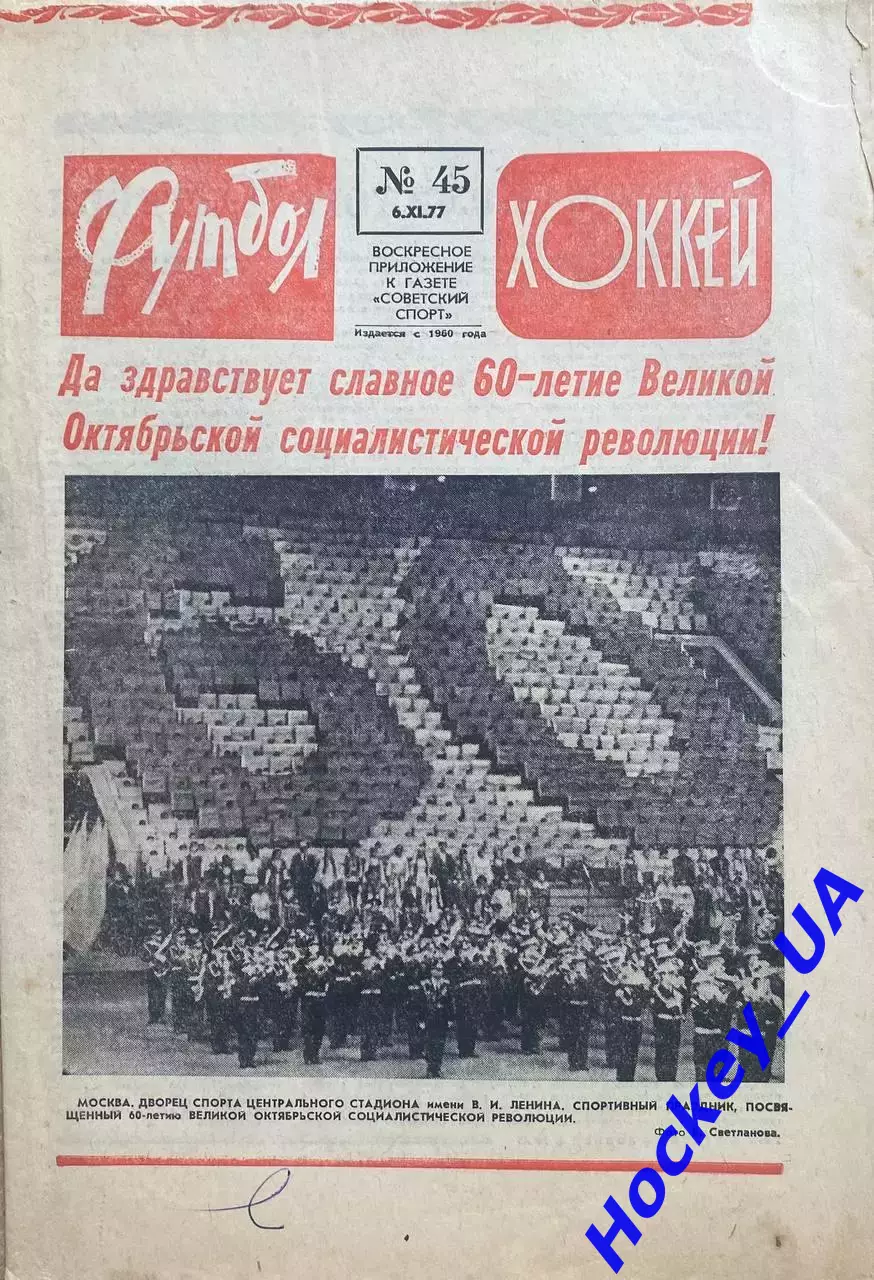 Футбол
№ 45
6.XI.77
ХОККЕЙ
ВОСКРЕСНОЕ
ПРИЛОЖЕНИЕ
К ГАЗЕТЕ
«СОВЕТСКИЙ
СПОРТ»
Издается с 1960 года
Да здравствует славное 60-летие Великой
Октябрьской социалистической революции!
60
МОСКВА. ДВОРЕЦ СПОРТА ЦЕНТРАЛЬНОГО СТАДИОНА имени В. И. ЛЕНИНА. СПОРТИВНЫЙ ПРАЗДНИК, ПОСВЯ-
ЩЕННЫЙ 60-летию ВЕЛИКОЙ ОКТЯБРЬСКОЙ СОЦИАЛИСТИЧЕСКОЙ РЕВОЛЮЦИИ.
Фото Светланова.
Hockey_UA